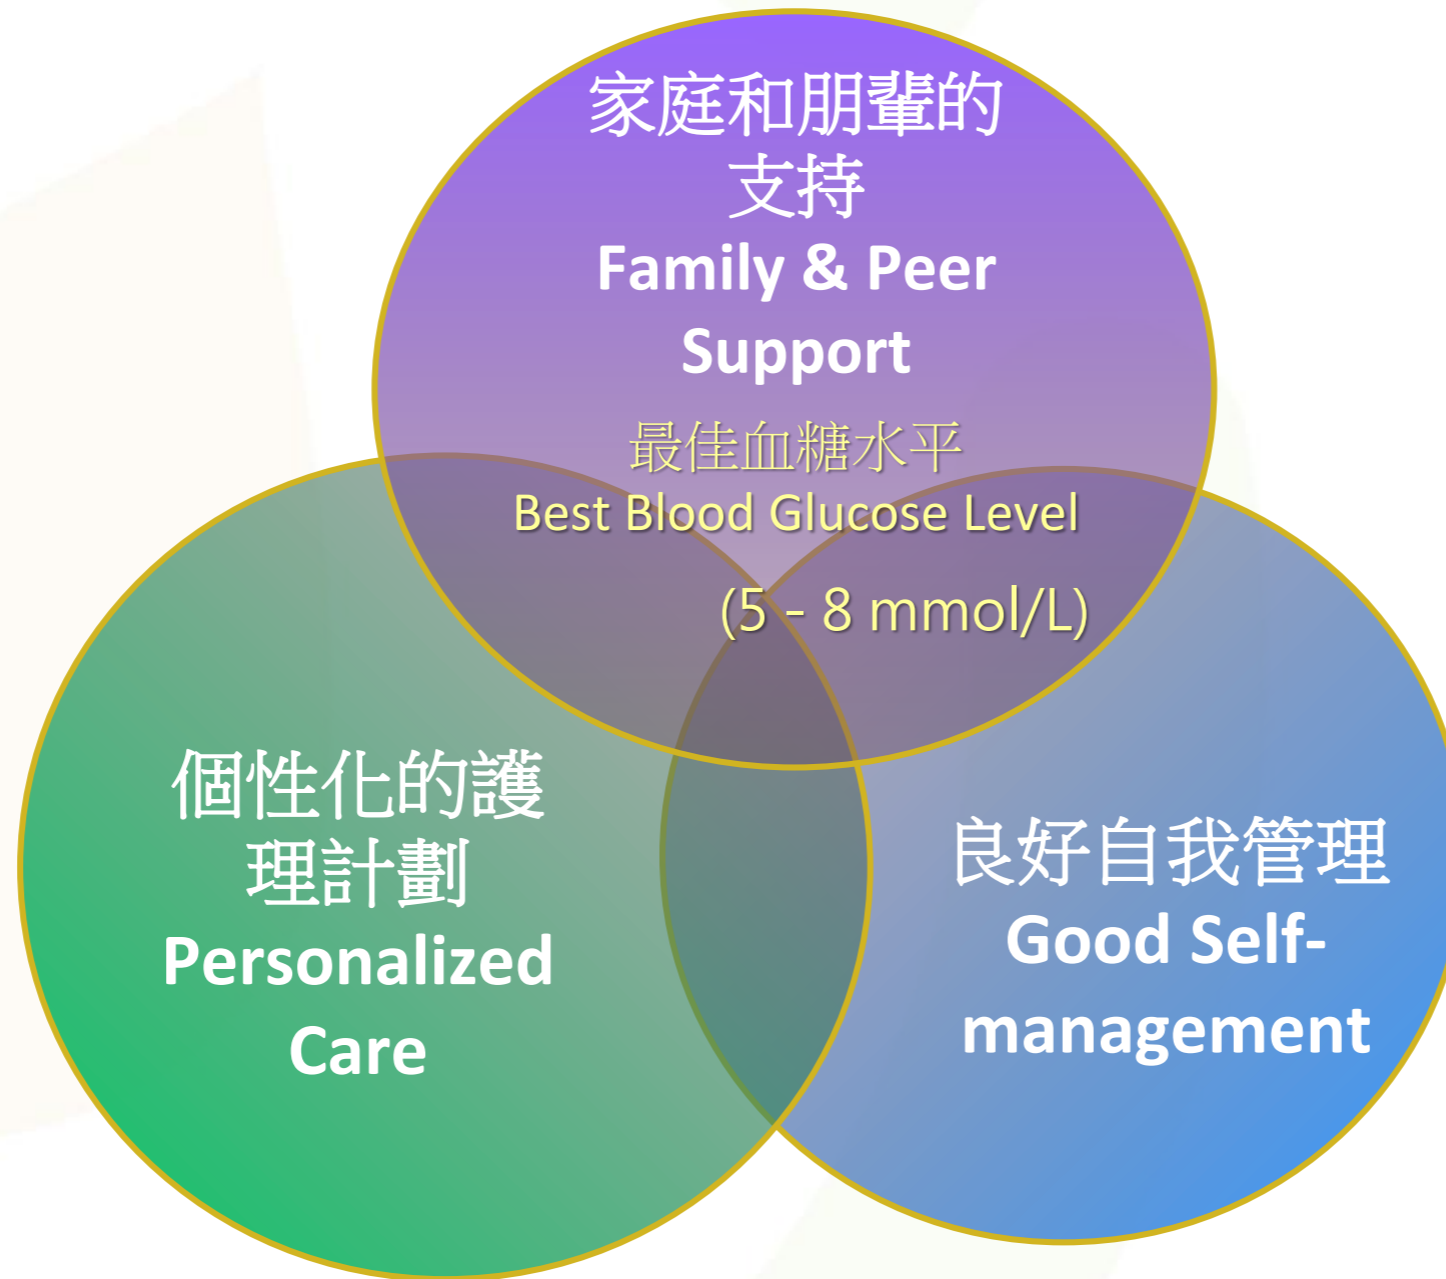 家庭和朋輩的
支持
Family & Peer
Support
最佳血糖水平
Best Blood Glucose Level
(5 - 8 mmol/L)
個性化的護
理計劃
Personalized
Care
良好自我管理
Good Self-
management